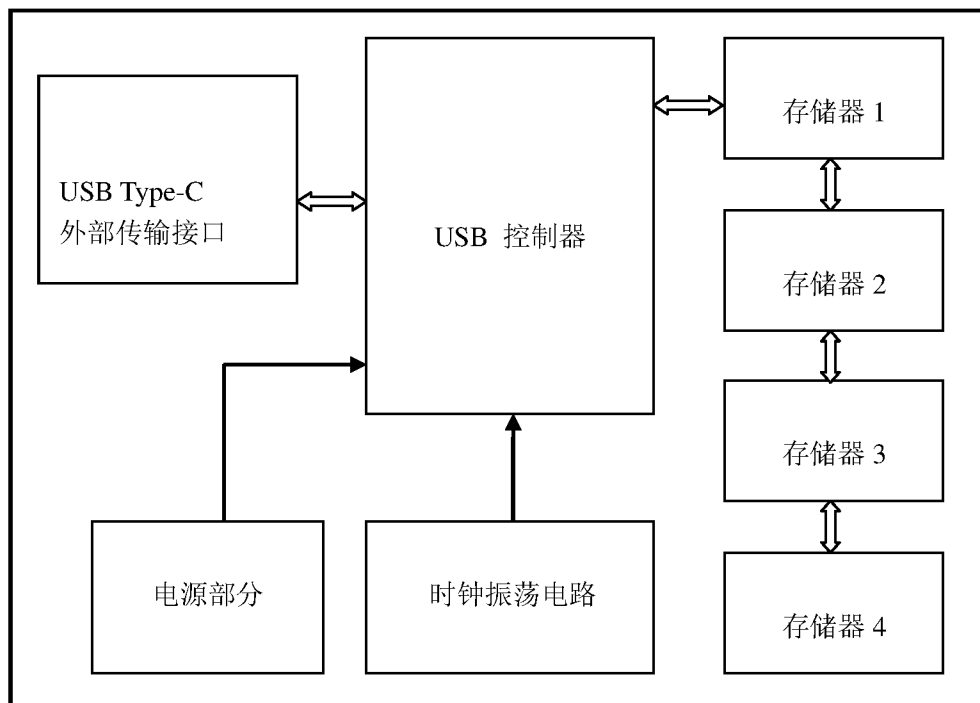 USB Type-C
外部传输接口
USB 控制器
存储器 1
存储器 2
存储器 3
存储器 4
电源部分
时钟振荡电路